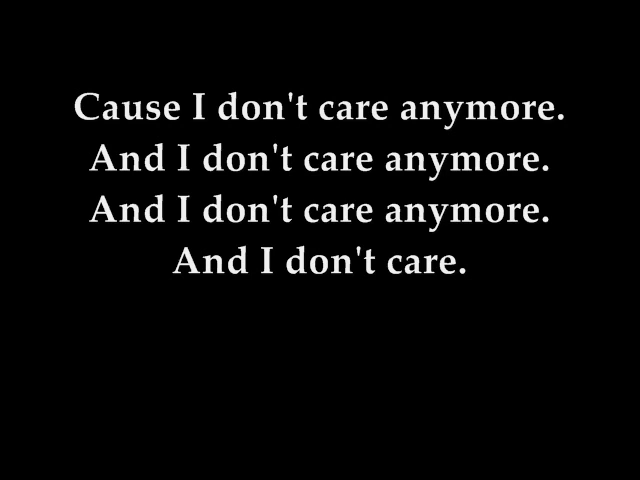 Cause I don't care anymore.
And I don't care anymore.
And I don't care anymore.
And I don't care.